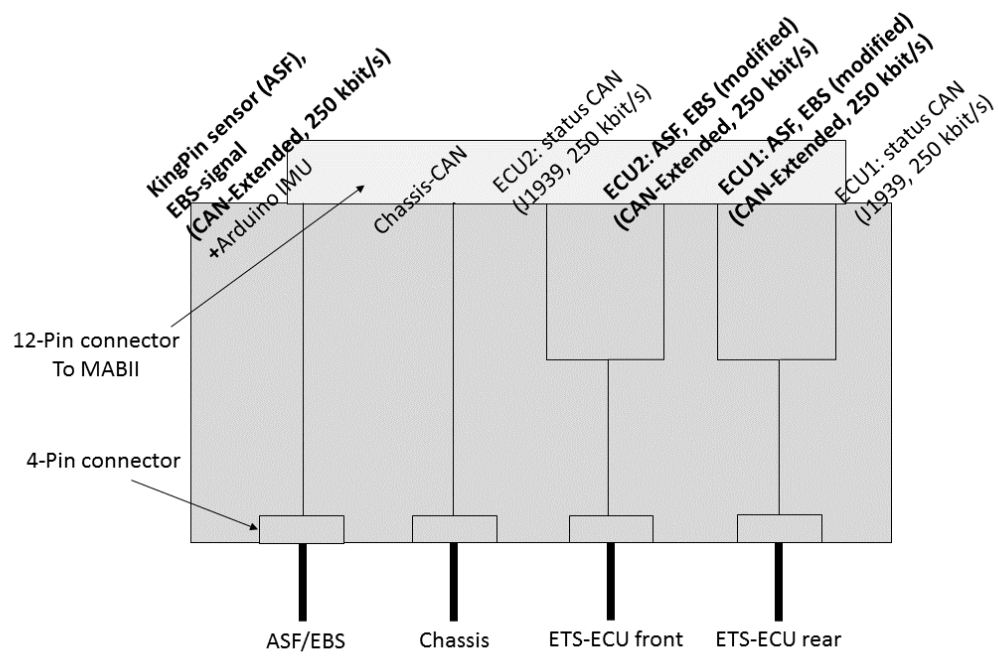 KingPin sensor (ASF),
EBS-signal
(CAN-Extended, 250 kbit/s)
+Arduino IMU
Chassis-CAN
ECU2: status CAN
(J1939, 250 kbit/s)
ECU2: ASF, EBS (modified)
(CAN-Extended, 250 kbit/s)
ECU1: ASF, EBS (modified)
(CAN-Extended, 250 kbit/s)
ECU1: status CAN
(J1939, 250 kbit/s)
12-Pin connector
To MABII
4-Pin connector
ASF/EBS
Chassis
ETS-ECU front
ETS-ECU rear